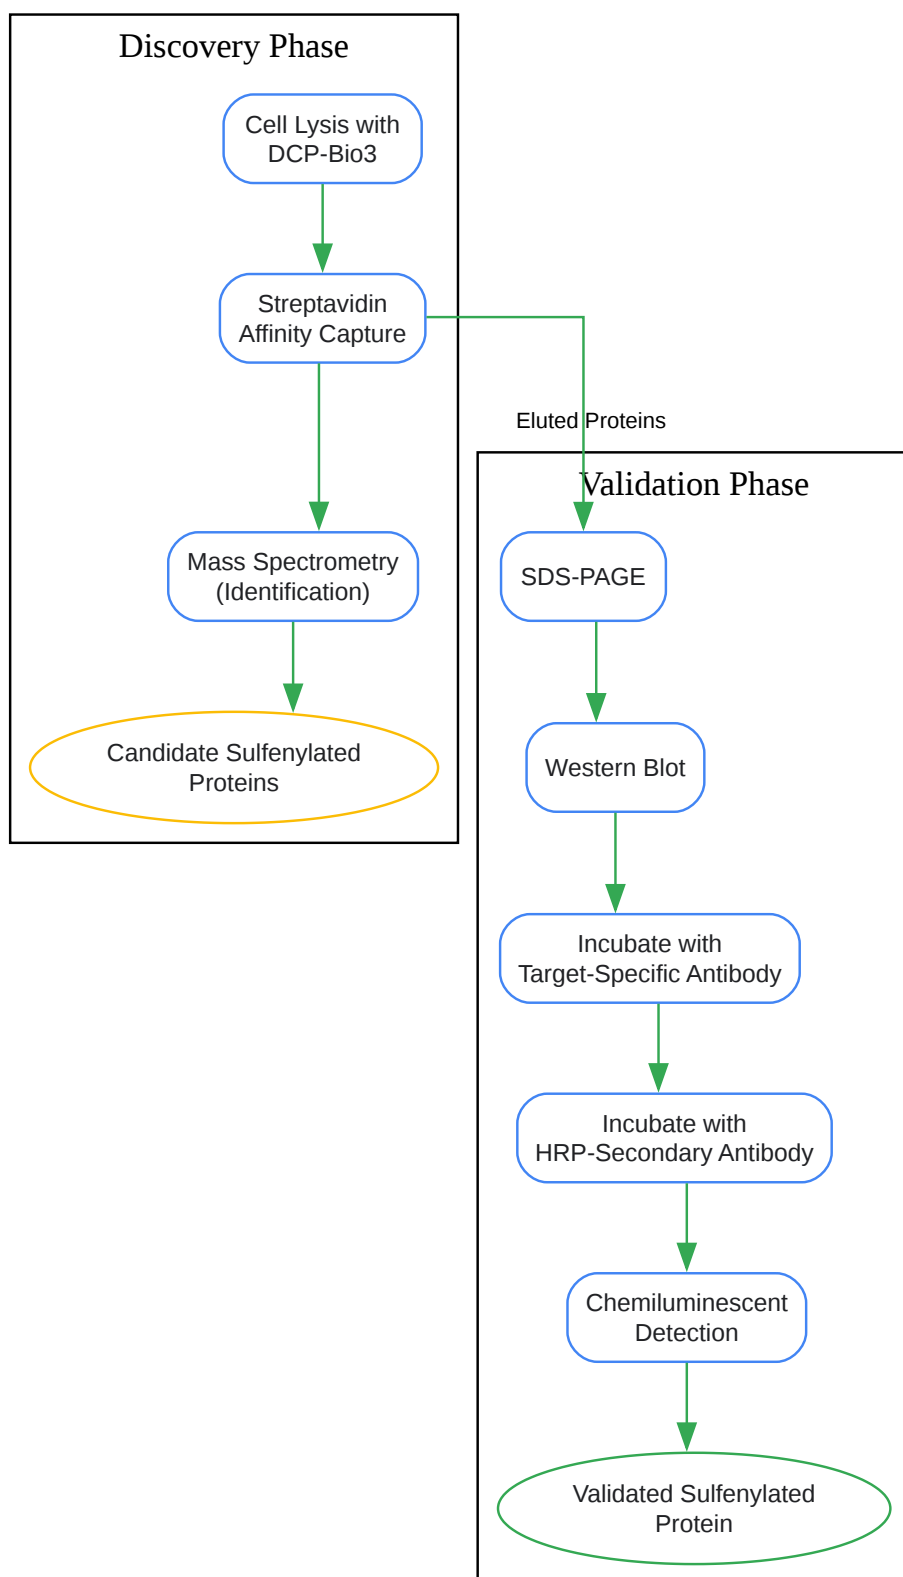 Discovery Phase
Cell Lysis with
DCP-Bio3
Streptavidin
Affinity Capture
Eluted Proteins
Mass Spectrometry
(Identification)
Candidate Sulfenylated
Proteins
Validation Phase
SDS-PAGE
Western Blot
Incubate with
Target-Specific Antibody
Incubate with
HRP-Secondary Antibody
Chemiluminescent
Detection
Validated Sulfenylated
Protein